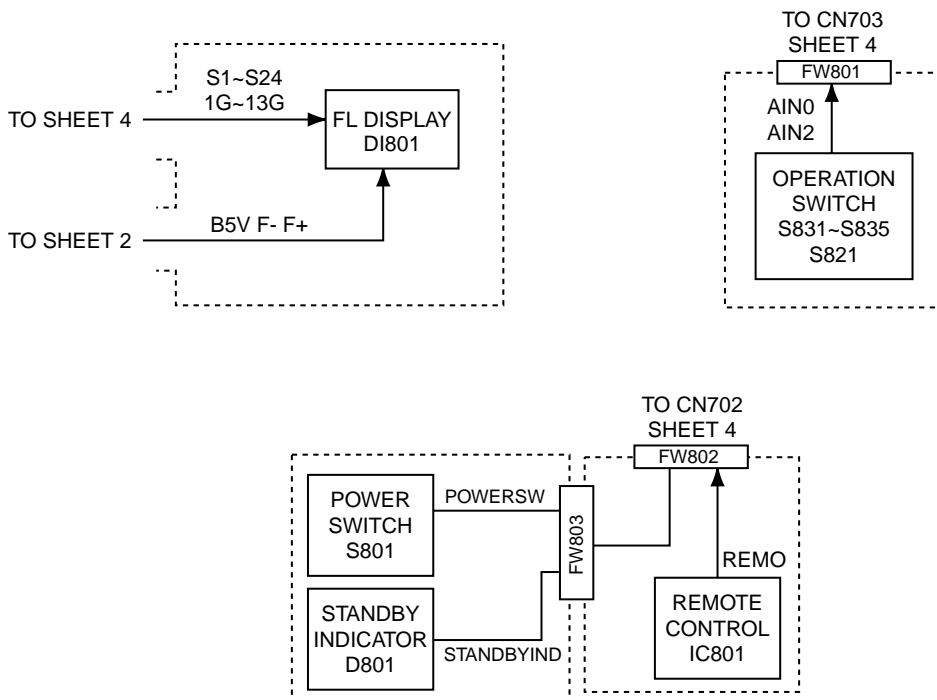 S1~S24
1G~13G
TO SHEET 4
FL DISPLAY
DI801
TO SHEET 2
B5V F- F+
TO CN703
SHEET 4
FW801
AIN0
AIN2
OPERATION
SWITCH
S831~S835
S821
TO CN702
SHEET 4
FW802
POWER
SWITCH
S801
POWERSW
FW803
STANDBY
INDICATOR
D801
STANDBYIND
REMO
REMOTE
CONTROL
IC801